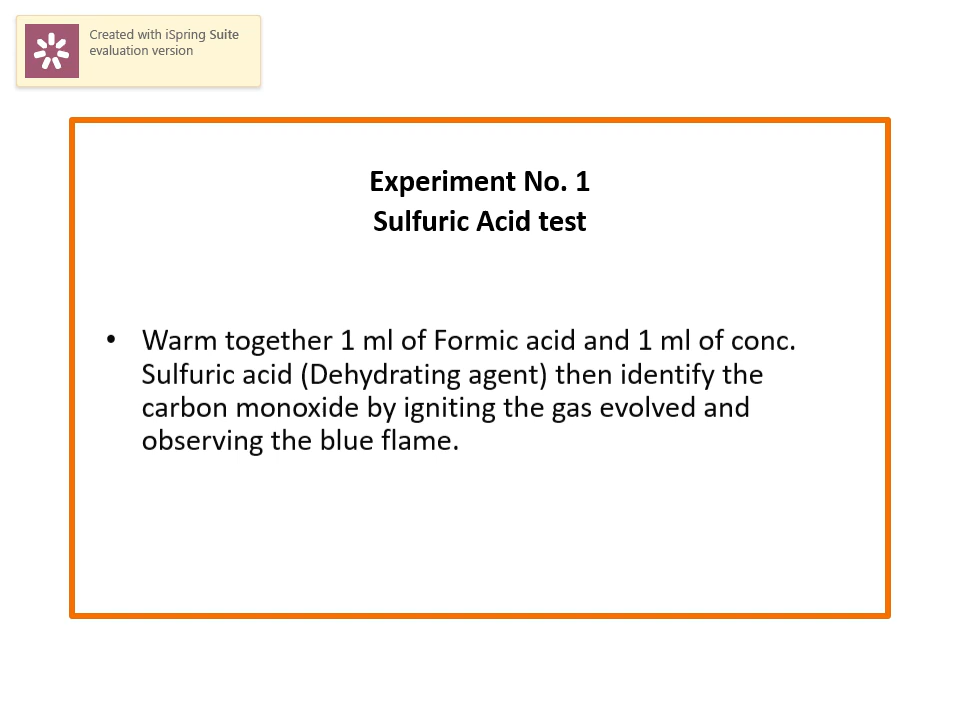 Created with iSpring Suite
evaluation version
Experiment No. 1
Sulfuric Acid test
• Warm together 1 ml of Formic acid and 1 ml of conc.
Sulfuric acid (Dehydrating agent) then identify the
carbon monoxide by igniting the gas evolved and
observing the blue flame.